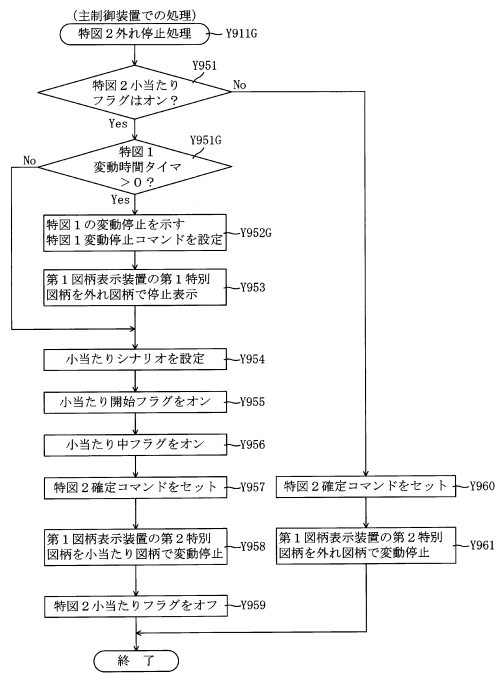 (主制御装置での処理)
特図2外れ停止処理
Y911G
Y951
特図2小当たり
フラグはオン?
No
Yes
Y951G
特図1
変動時間タイマ
>0?
No
Yes
特図1の変動停止を示す
特図1変動停止コマンドを設定
Y952G
第1図柄表示装置の第1特別
図柄を外れ図柄で停止表示
Y953
小当たりシナリオを設定
Y954
小当たり開始フラグをオン
Y955
小当たり中フラグをオン
Y956
特図2確定コマンドをセット
Y957
特図2確定コマンドをセット
Y960
第1図柄表示装置の第2特別
図柄を小当たり図柄で変動停止
Y958
第1図柄表示装置の第2特別
図柄を外れ図柄で変動停止
Y961
特図2小当たりフラグをオフ
Y959
終 了